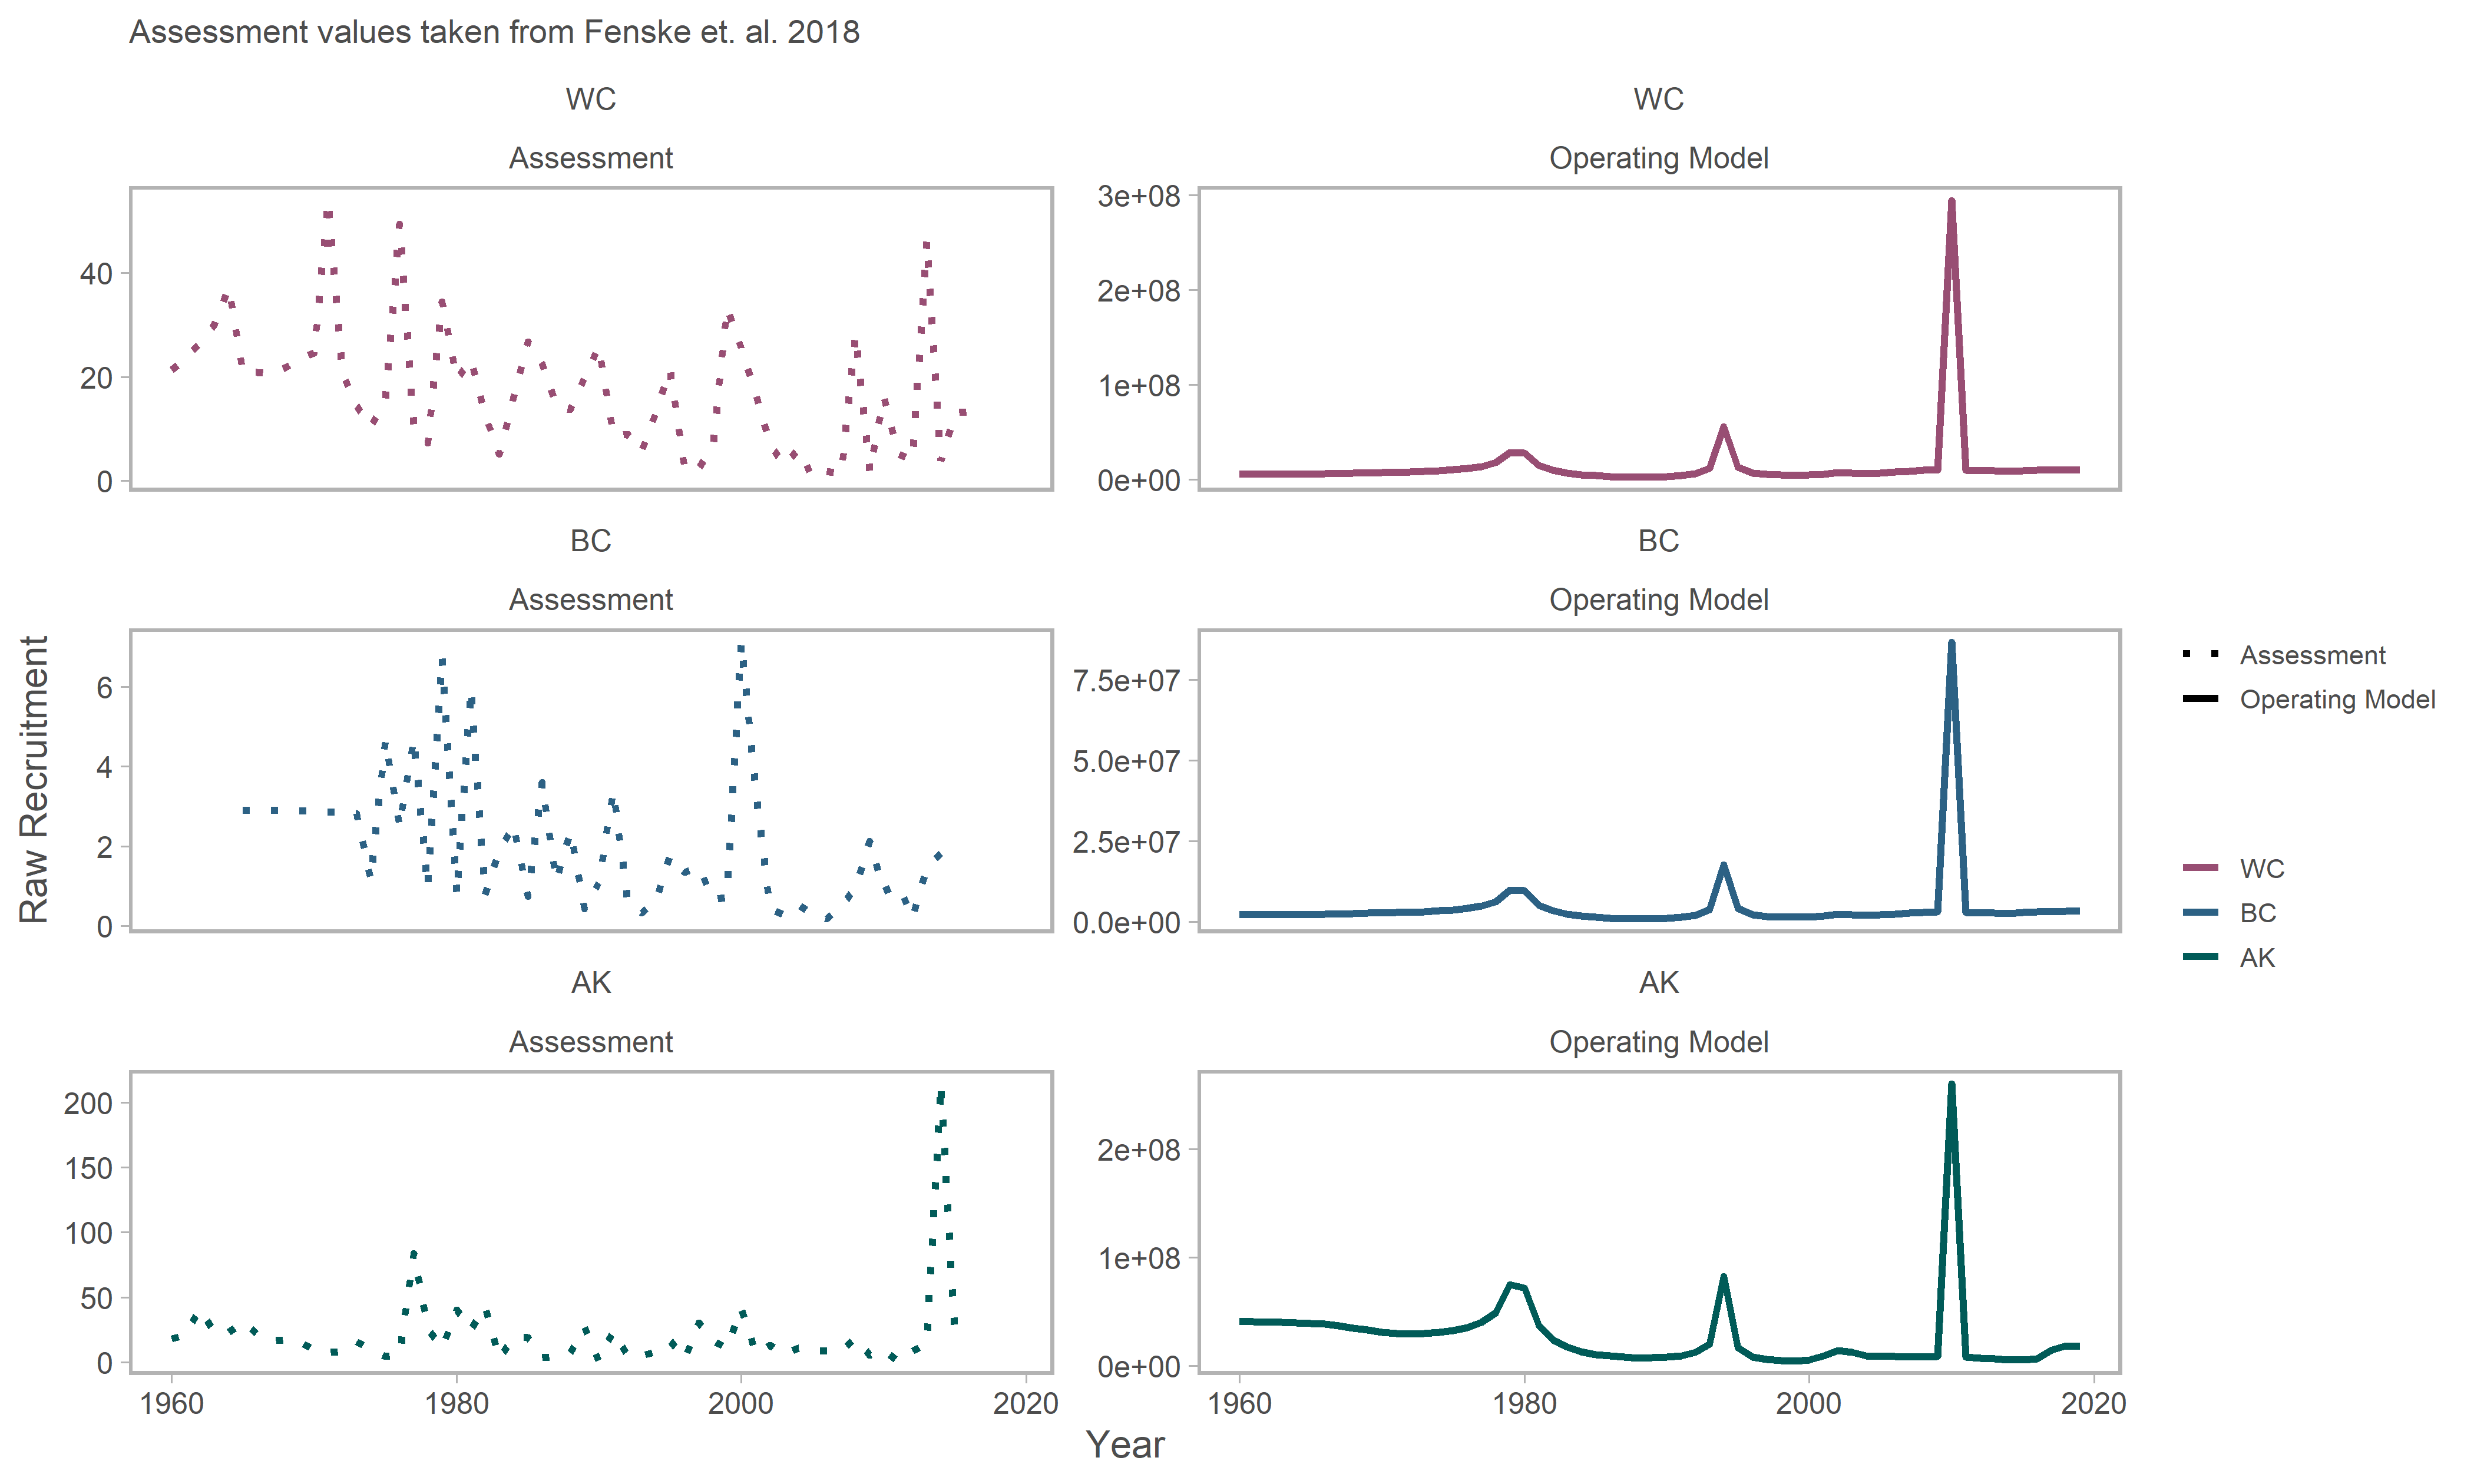 Assessment values taken from Fenske et. al. 2018
WC
Assessment
40
20
0
WC
Operating Model
3e+08
2e+08
1e+08
0e+00
BC
Assessment
6
4
2
0
BC
Operating Model
7.5e+07
5.0e+07
2.5e+07
0.0e+00
AK
Assessment
200
150
100
50
0
1960 1980 2000 2020
AK
Operating Model
2e+08
1e+08
0e+00
1960 1980 2000 2020
Year
Raw Recruitment
Assessment
Operating Model
WC
BC
AK